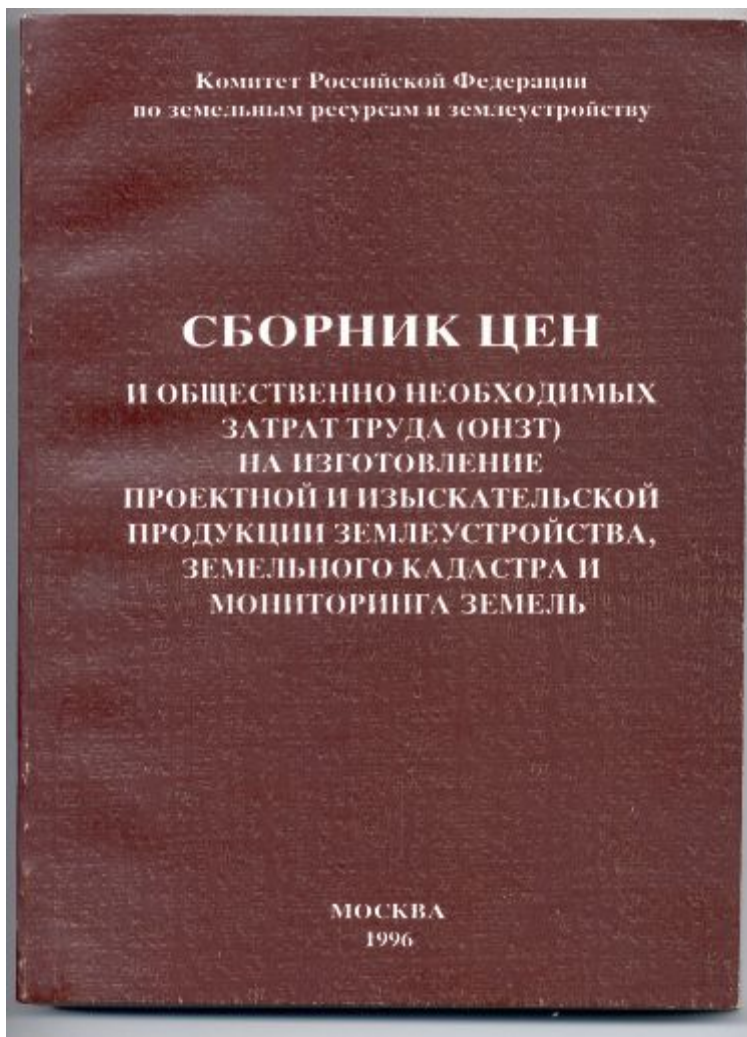 Комитет Российской Федерации
по земельным ресурсам и землеустройству
СБОРНИК ЦЕН
И ОБЩЕСТВЕННО НЕОБХОДИМЫХ
ЗАТРАТ ТРУДА (ОНЗТ)
НА ИЗГОТОВЛЕНИЕ
ПРОЕКТНОЙ И ИЗЫСКАТЕЛЬСКОЙ
ПРОДУКЦИИ ЗЕМЛЕУСТРОЙСТВА,
ЗЕМЕЛЬНОГО КАДАСТРА И
МОНИТОРИНГА ЗЕМЕЛЬ
МОСКВА
1996